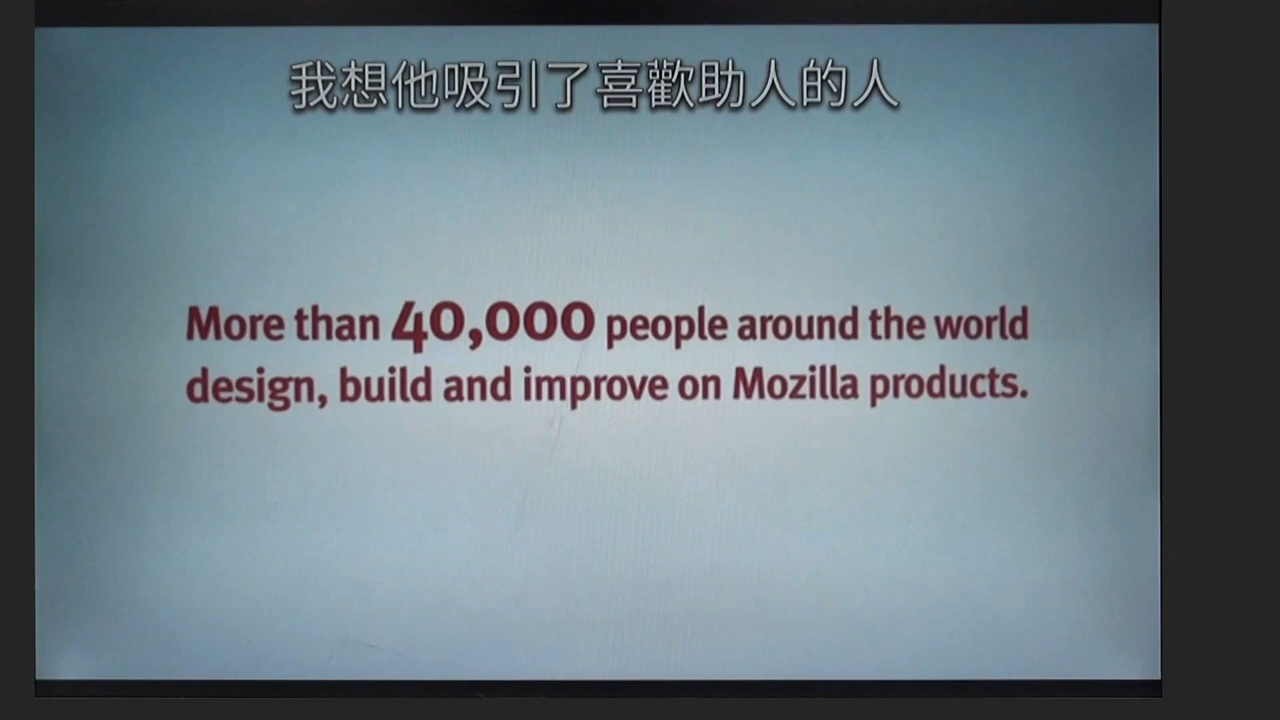 我想他吸引了喜歡助人的人
More than 40,000 people around the world
design, build and improve on Mozilla products.